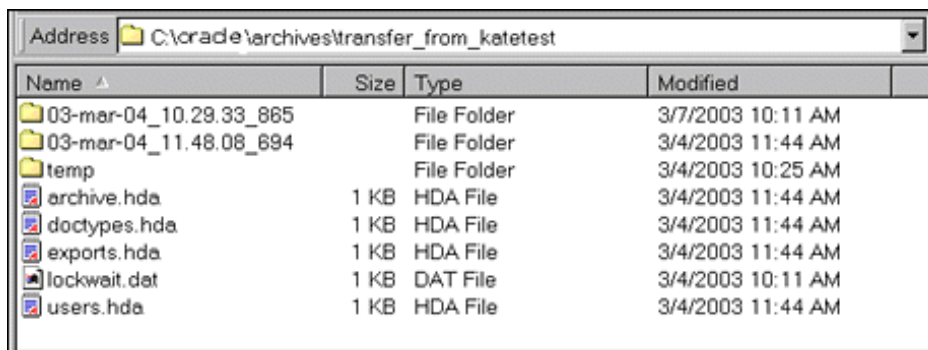 Address C:\oracle\archives\transfer_from_katetest
Name Size Type Modified
03-mar-04_10.29.33_865 File Folder 3/7/2003 10:11 AM
03-mar-04_11.48.08_694 File Folder 3/4/2003 11:44 AM
temp File Folder 3/4/2003 10:25 AM
archive.hda 1 KB HDA File 3/4/2003 11:44 AM
doctypes.hda 1 KB HDA File 3/4/2003 11:44 AM
exports.hda 1 KB HDA File 3/4/2003 11:44 AM
lockwait.dat 1 KB DAT File 3/4/2003 10:11 AM
users.hda 1 KB HDA File 3/4/2003 11:44 AM